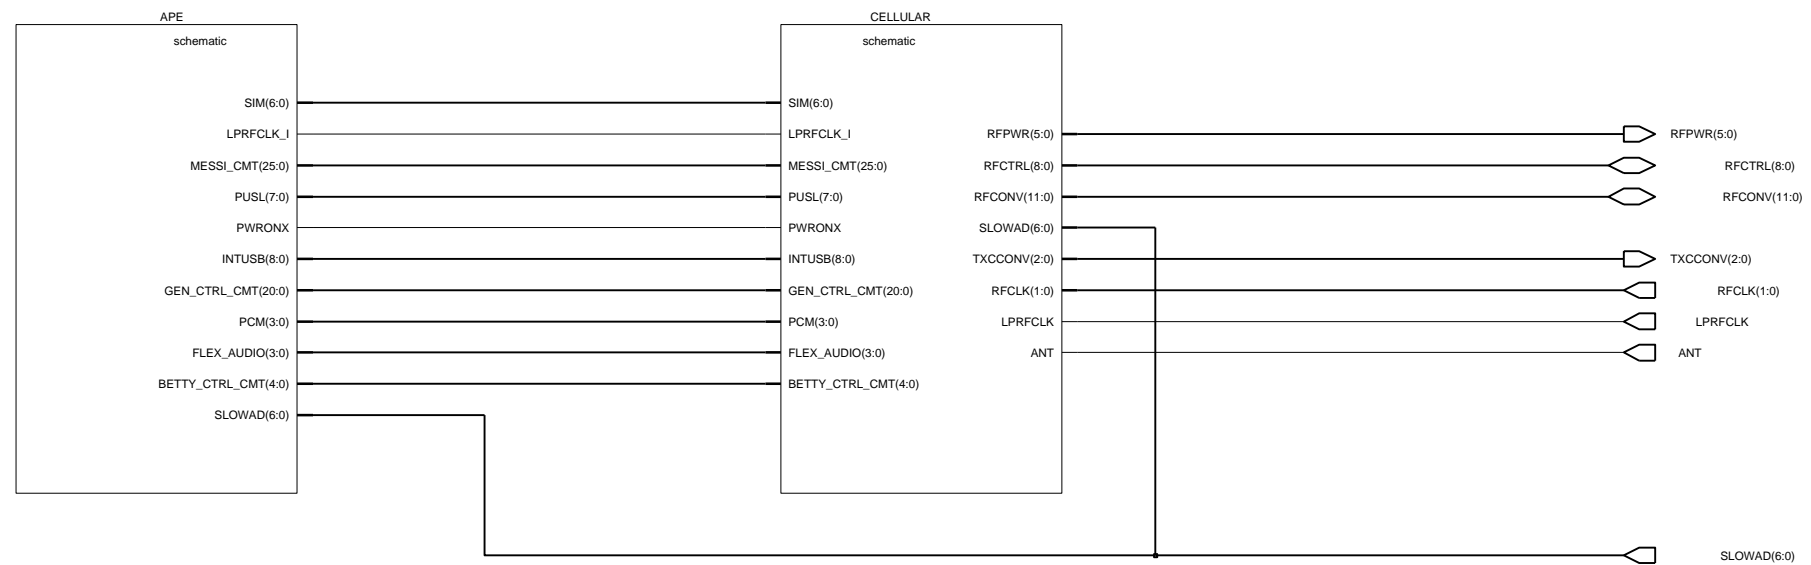 APE
schematic
SIM(6:0)
LPRFCLK_I
MESSI_CMT(25:0)
PUSL(7:0)
PWRONX
INTUSB(8:0)
GEN_CTRL_CMT(20:0)
PCM(3:0)
FLEX_AUDIO(3:0)
BETTY_CTRL_CMT(4:0)
SLOWAD(6:0)
CELLULAR
schematic
SIM(6:0)
LPRFCLK_I
MESSI_CMT(25:0)
PUSL(7:0)
PWRONX
INTUSB(8:0)
GEN_CTRL_CMT(20:0)
PCM(3:0)
FLEX_AUDIO(3:0)
BETTY_CTRL_CMT(4:0)
RFPWR(5:0)
RFCTRL(8:0)
RFCONV(11:0)
SLOWAD(6:0)
TXCCONV(2:0)
RFCLK(1:0)
LPRFCLK
ANT
RFPWR(5:0)
RFCTRL(8:0)
RFCONV(11:0)
TXCCONV(2:0)
RFCLK(1:0)
LPRFCLK
ANT
SLOWAD(6:0)